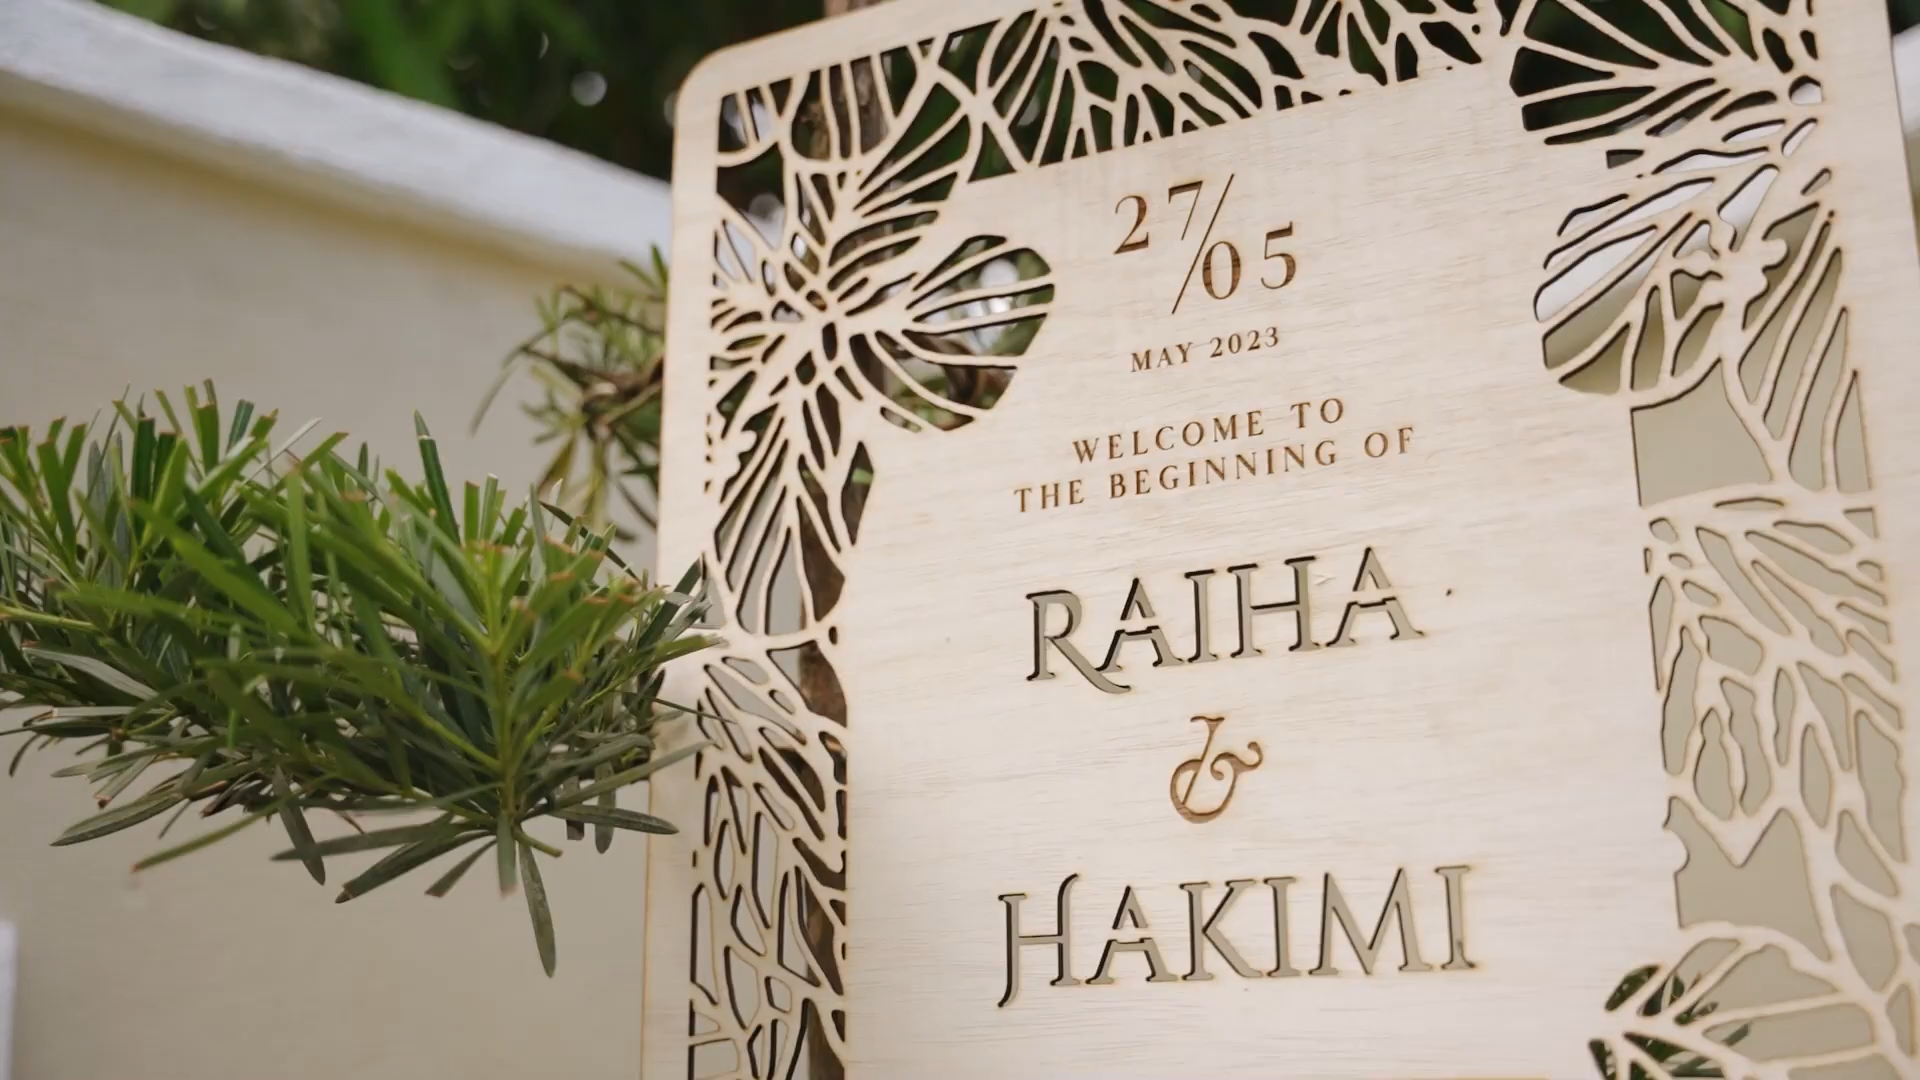 27/05
MAY 2023
WELCOME TO
THE BEGINNING OF
RAIHA
&
HAKIMI